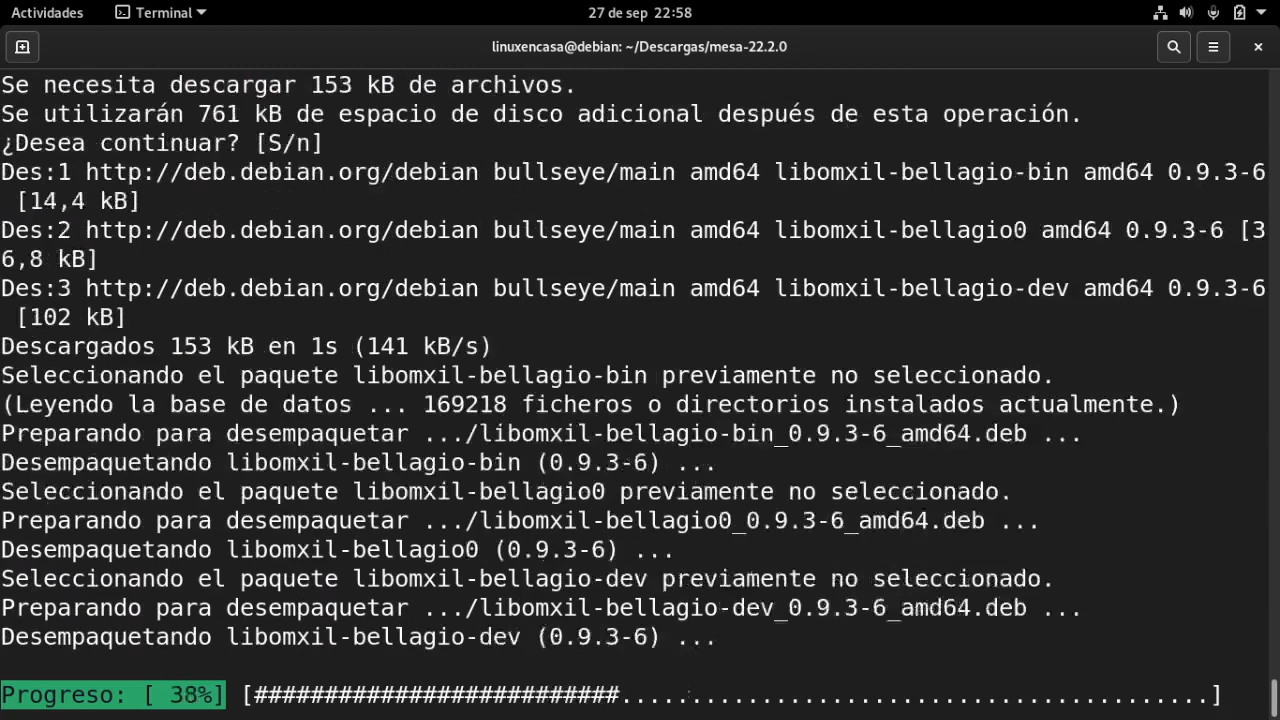 Actividades Terminal 27 de sep 22:58
linuxencasa@debian: ~/Descargas/mesa-22.2.0
Se necesita descargar 153 kB de archivos.
Se utilizarán 761 kB de espacio de disco adicional después de esta operación.
¿Desea continuar? [S/n]
Des:1 http://deb.debian.org/debian bullseye/main amd64 libomxil-bellagio-bin amd64 0.9.3-6
[14,4 kB]
Des:2 http://deb.debian.org/debian bullseye/main amd64 libomxil-bellagio0 amd64 0.9.3-6 [3
6,8 kB]
Des:3 http://deb.debian.org/debian bullseye/main amd64 libomxil-bellagio-dev amd64 0.9.3-6
[102 kB]
Descargados 153 kB en 1s (141 kB/s)
Seleccionando el paquete libomxil-bellagio-bin previamente no seleccionado.
(Leyendo la base de datos ... 169218 ficheros o directorios instalados actualmente.)
Preparando para desempaquetar .../libomxil-bellagio-bin_0.9.3-6_amd64.deb ...
Desempaquetando libomxil-bellagio-bin (0.9.3-6) ...
Seleccionando el paquete libomxil-bellagio0 previamente no seleccionado.
Preparando para desempaquetar .../libomxil-bellagio0_0.9.3-6_amd64.deb ...
Desempaquetando libomxil-bellagio0 (0.9.3-6) ...
Seleccionando el paquete libomxil-bellagio-dev previamente no seleccionado.
Preparando para desempaquetar .../libomxil-bellagio-dev_0.9.3-6_amd64.deb ...
Desempaquetando libomxil-bellagio-dev (0.9.3-6) ...
Progreso: [ 38%] [##########################..........................................]